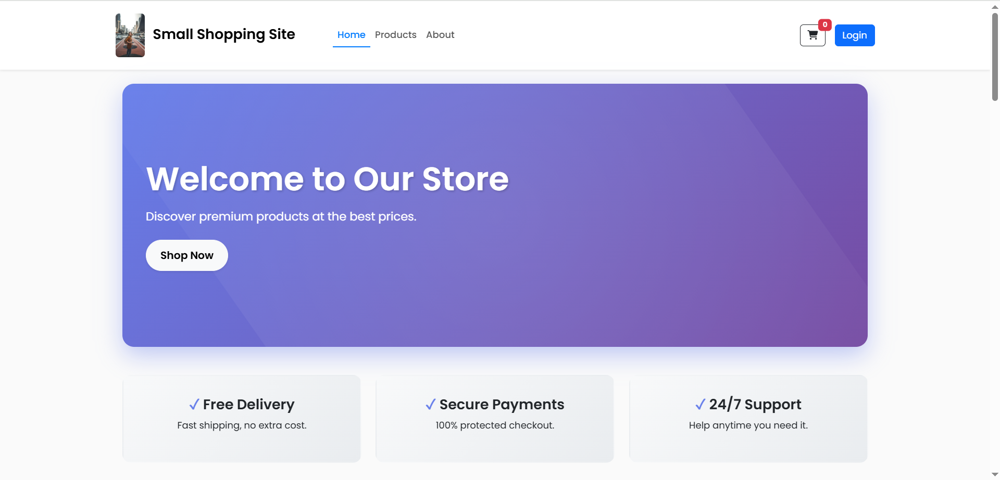 Small Shopping Site
Home Products About
0
Login
Welcome to Our Store
Discover premium products at the best prices.
Shop Now
✓ Free Delivery
Fast shipping, no extra cost.
✓ Secure Payments
100% protected checkout.
✓ 24/7 Support
Help anytime you need it.